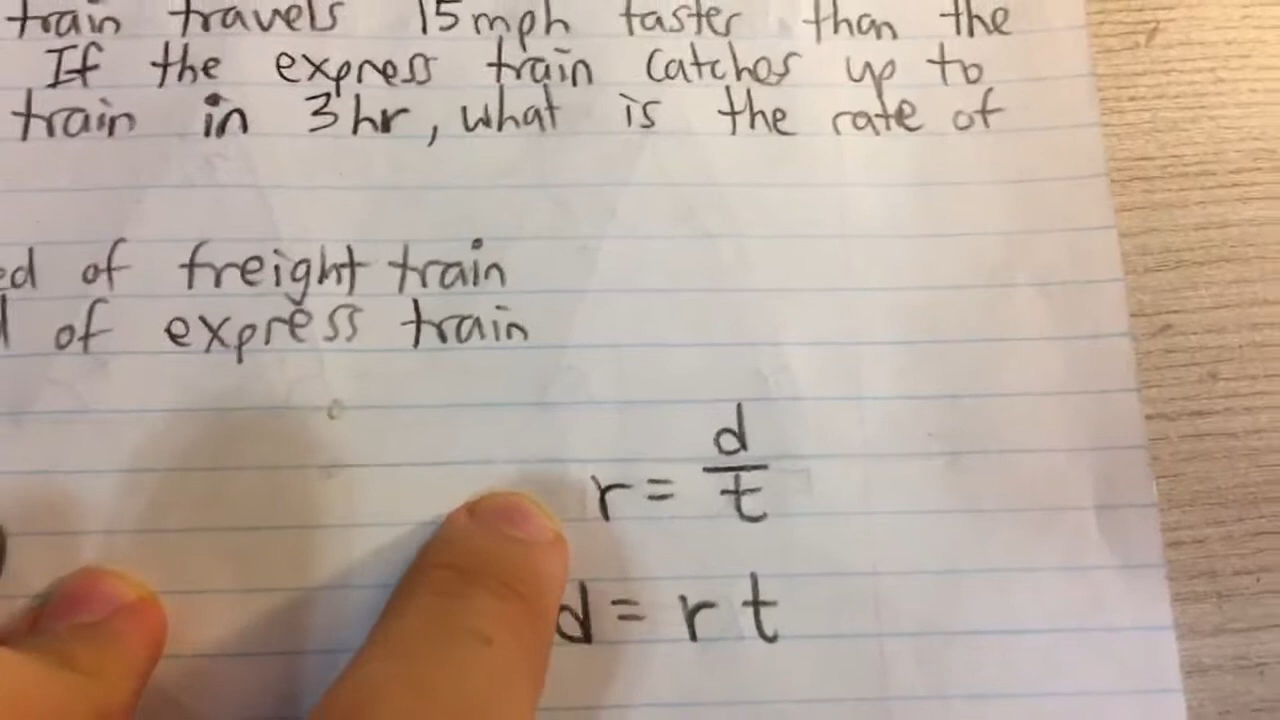 train travels 15mph faster than the
If the express train catches up to
train in 3hr, what is the rate of
of freight train
of express train
r = d/t
d = r t